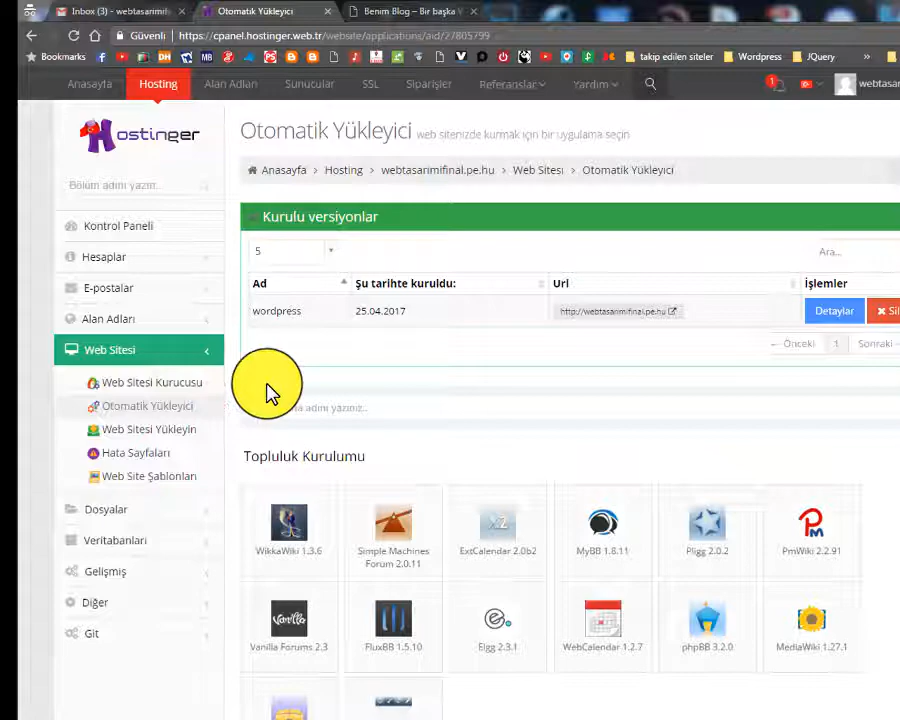 Inbox (3) - webtasarimifi
Otomatik Yükleyici
Benim Blog – Bir başka V
Güvenli
https://cpanel.hostinger.web.tr/website/applications/aid/27805799
Bookmarks
takip edilen siteler
Wordpress
JQuery
Anasayfa
Hosting
Alan Adları
Sunucular
SSL
Siparişler
Referanslar
Yardım
1
webtasar
Hostinger
Bölüm adını yazın..
Kontrol Paneli
Hesaplar
E-postalar
Alan Adları
Web Sitesi
Web Sitesi Kurucusu
Otomatik Yükleyici
Web Sitesi Yükleyin
Hata Sayfaları
Web Site Şablonları
Dosyalar
Veritabanları
Gelişmiş
Diğer
Git
Otomatik Yükleyici web sitenizde kurmak için bir uygulama seçin
Anasayfa › Hosting › webtasarimifinal.pe.hu › Web Sitesi › Otomatik Yükleyici
Kurulu versiyonlar
5
Ara...
Ad Şu tarihte kuruldu: Url İşlemler
wordpress 25.04.2017 http://webtasarimifinal.pe.hu Detaylar Sil
← Önceki 1 Sonraki
adını yazınız..
Topluluk Kurulumu
WikkaWiki 1.3.6
Simple Machines Forum 2.0.11
ExtCalendar 2.0b2
MyBB 1.8.11
Pligg 2.0.2
PmWiki 2.2.91
Vanilla Forums 2.3
FluxBB 1.5.10
Elgg 2.3.1
WebCalendar 1.2.7
phpBB 3.2.0
MediaWiki 1.27.1